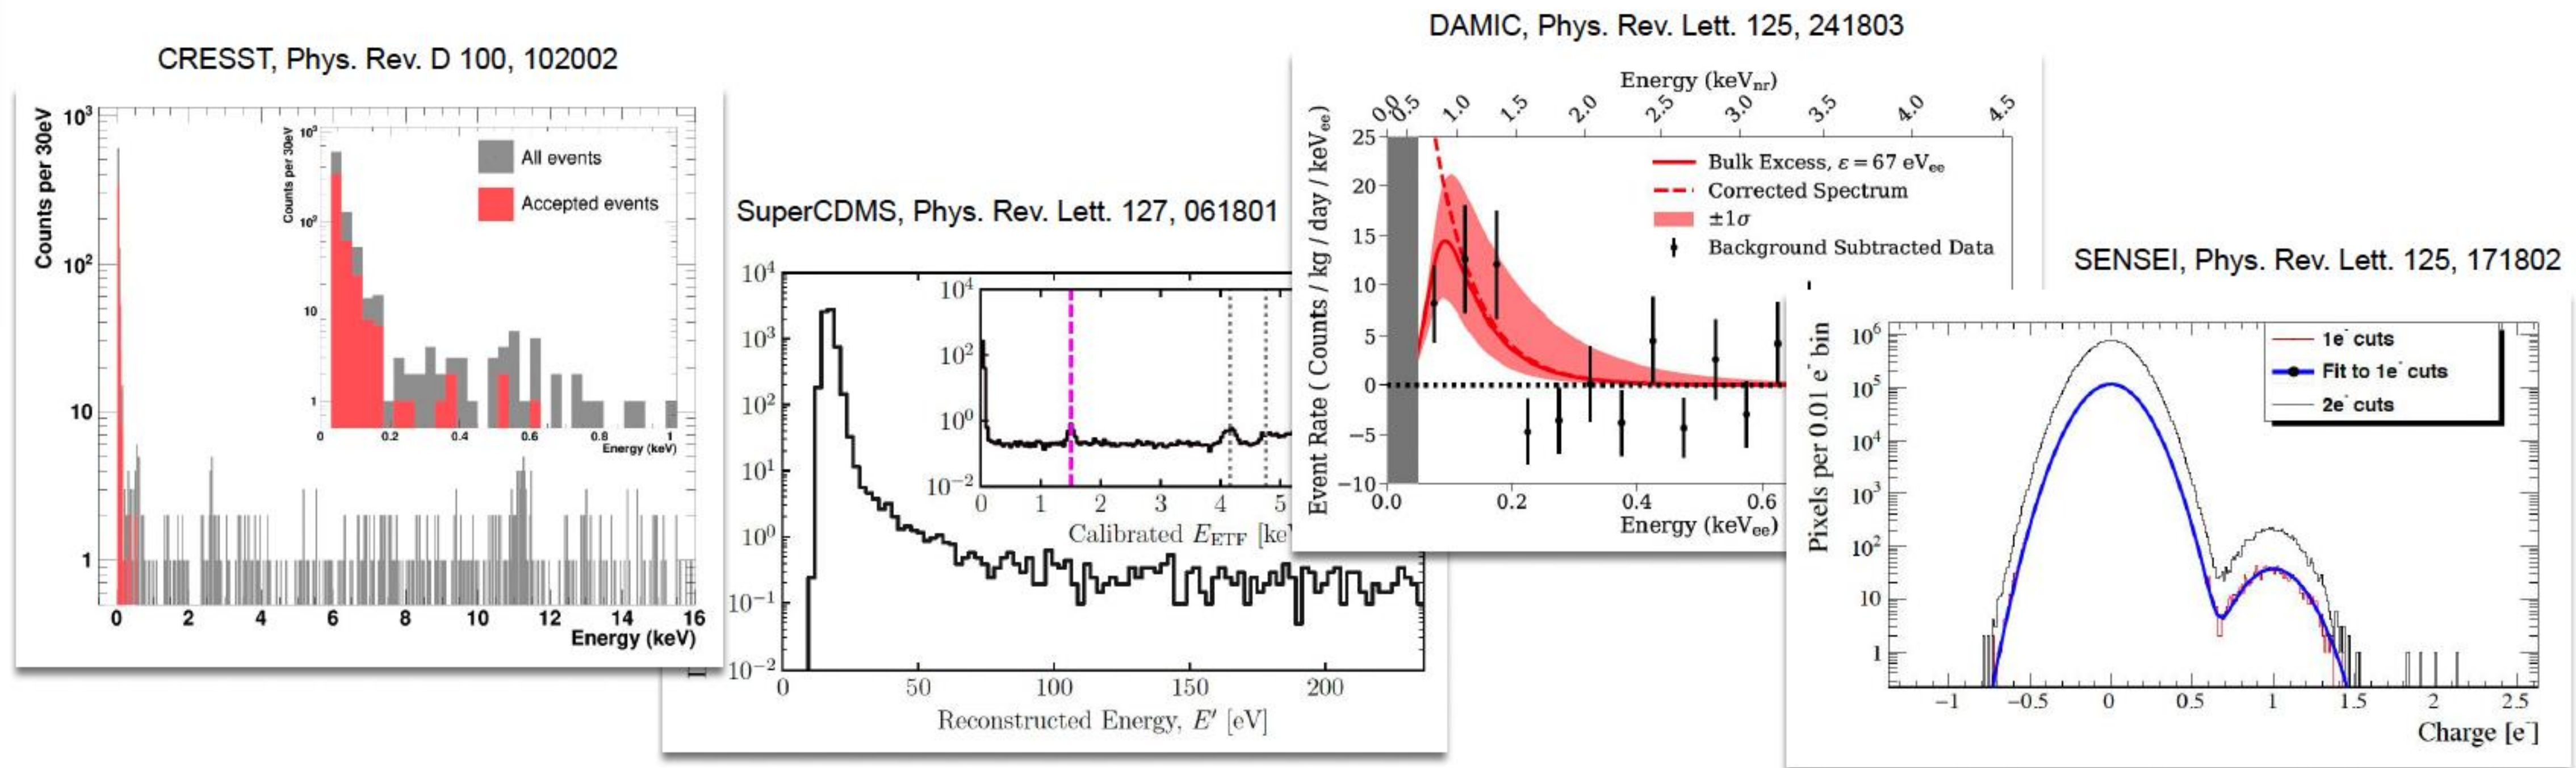 CRESST, Phys. Rev. D 100, 102002
Counts per 30eV
10³
10²
10
1
0 2 4 6 8 10 12 14 16
Energy (keV)
Counts per 30eV
10³
10²
10
1
0 0.2 0.4 0.6 0.8 1
Energy (keV)
All events
Accepted events
SuperCDMS, Phys. Rev. Lett. 127, 061801
10⁴
10³
10²
10¹
10⁰
10⁻¹
10⁻²
0 50 100 150 200
Reconstructed Energy, E′ [eV]
10⁴
10²
10⁰
10⁻²
0 1 2 3 4 5
Calibrated E_ETF [ke
DAMIC, Phys. Rev. Lett. 125, 241803
Energy (keV_nr)
0.0 0.5 1.0 1.5 2.0 2.5 3.0 3.5 4.0 4.5
Event Rate ( Counts / kg / day / keV_ee)
25
20
15
10
5
0
−5
−10
0.0 0.2 0.4 0.6
Energy (keV_ee)
Bulk Excess, ε = 67 eV_ee
Corrected Spectrum
±1σ
Background Subtracted Data
SENSEI, Phys. Rev. Lett. 125, 171802
Pixels per 0.01 e⁻ bin
10⁶
10⁵
10⁴
10³
10²
10
1
−1 −0.5 0 0.5 1 1.5 2 2.5
Charge [e⁻]
1e⁻ cuts
Fit to 1e⁻ cuts
2e⁻ cuts